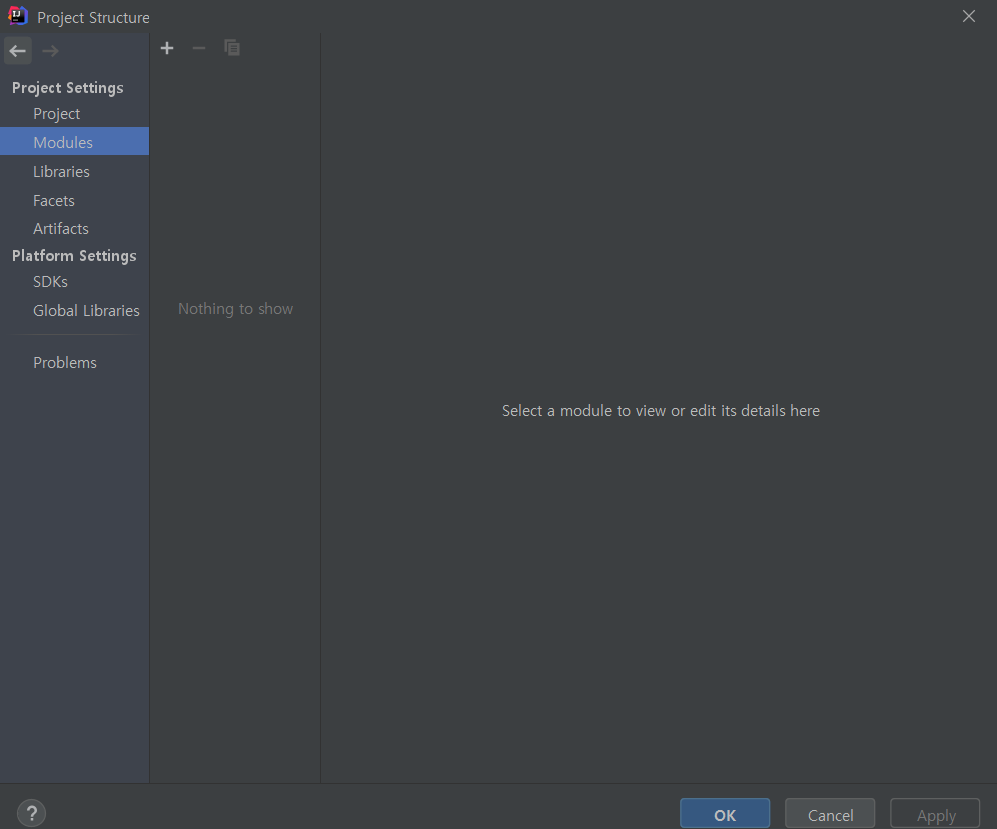 Project Structure
Project Settings
Project
Modules
Libraries
Facets
Artifacts
Platform Settings
SDKs
Global Libraries
Problems
Nothing to show
Select a module to view or edit its details here
?
OK
Cancel
Apply